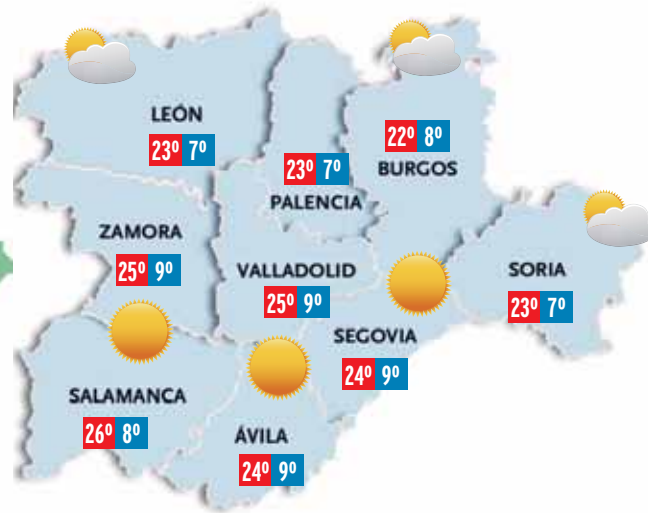 LEÓN
23º 7º
22º 8º
BURGOS
23º 7º
PALENCIA
ZAMORA
25º 9º
VALLADOLID
25º 9º
SORIA
23º 7º
SEGOVIA
24º 9º
SALAMANCA
26º 8º
ÁVILA
24º 9º